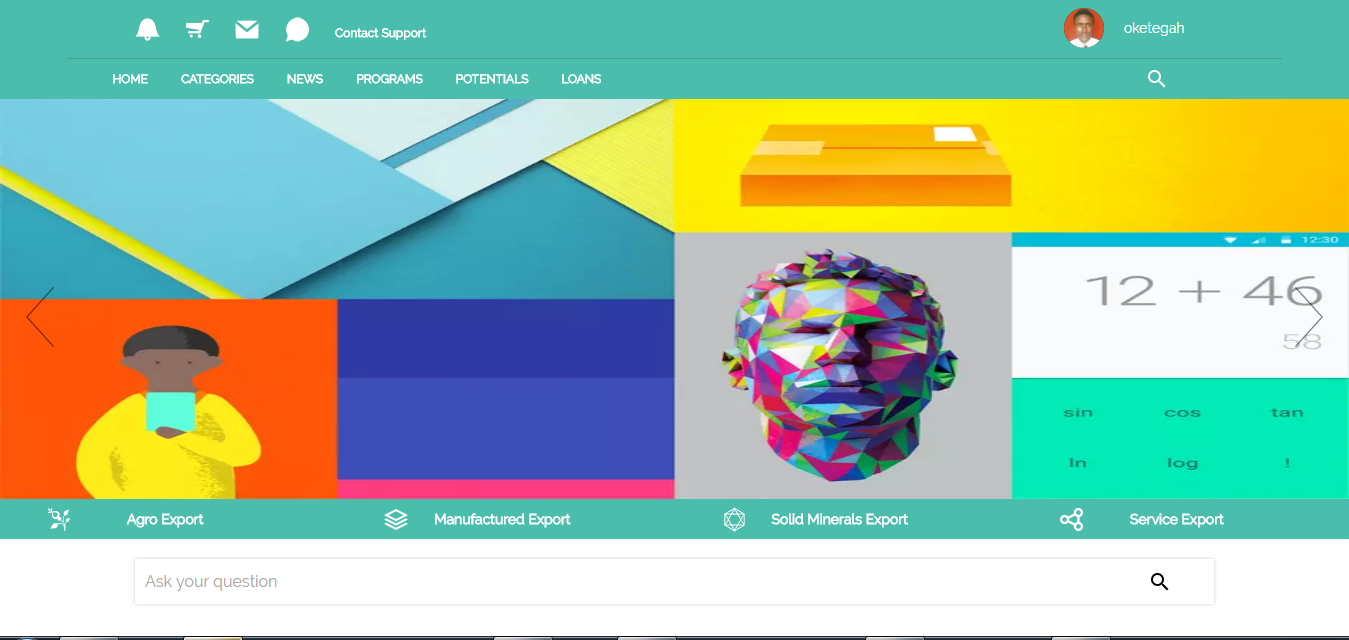 Contact Support
oketegah
HOME CATEGORIES NEWS PROGRAMS POTENTIALS LOANS
12:30
12 + 46
58
sin cos tan
ln log !
Agro Export Manufactured Export Solid Minerals Export Service Export
Ask your question